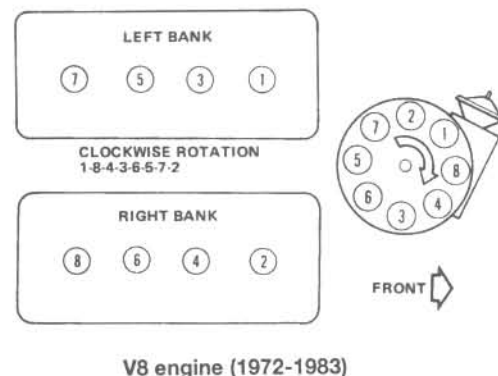 LEFT BANK
7 5 3 1
CLOCKWISE ROTATION
1-8-4-3-6-5-7-2
RIGHT BANK
8 6 4 2
2
7 1
5 8
6 4
3
FRONT
V8 engine (1972-1983)